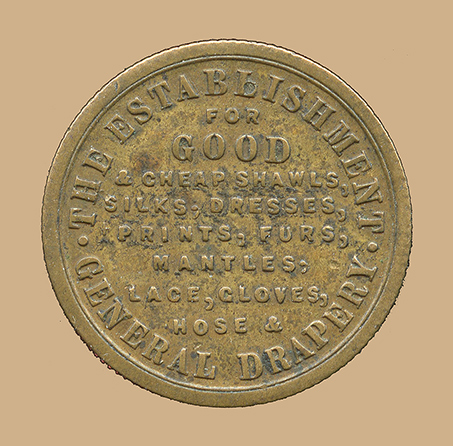 · THE ESTABLISHMENT ·
FOR
GOOD
& CHEAP SHAWLS,
SILKS, DRESSES,
PRINTS, FURS,
MANTLES,
LACE, GLOVES,
HOSE &
GENERAL DRAPERY.